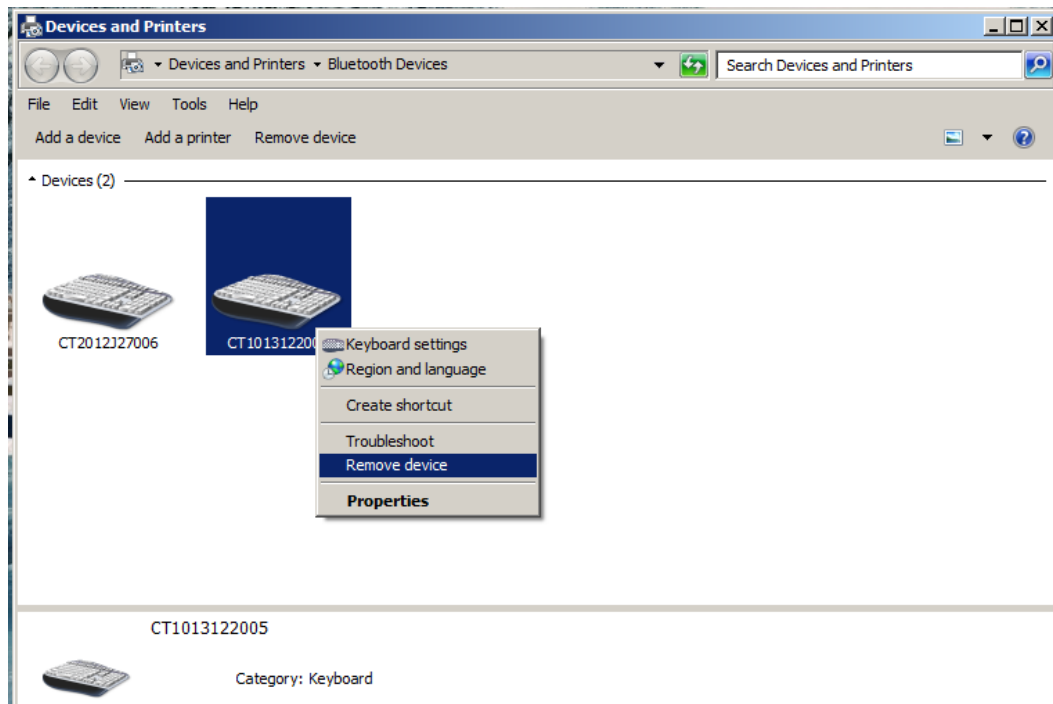 Devices and Printers
Devices and Printers Bluetooth Devices Search Devices and Printers
File Edit View Tools Help
Add a device Add a printer Remove device
Devices (2)
CT2012J27006 CT10131220
Keyboard settings
Region and language
Create shortcut
Troubleshoot
Remove device
Properties
CT1013122005
Category: Keyboard